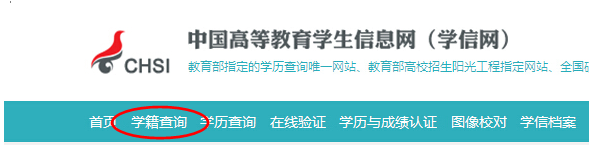 中国高等教育学生信息网（学信网）
CHSI
教育部指定的学历查询唯一网站、教育部高校招生阳光工程指定网站、全国
首页 学籍查询 学历查询 在线验证 学历与成绩认证 图像校对 学信档案